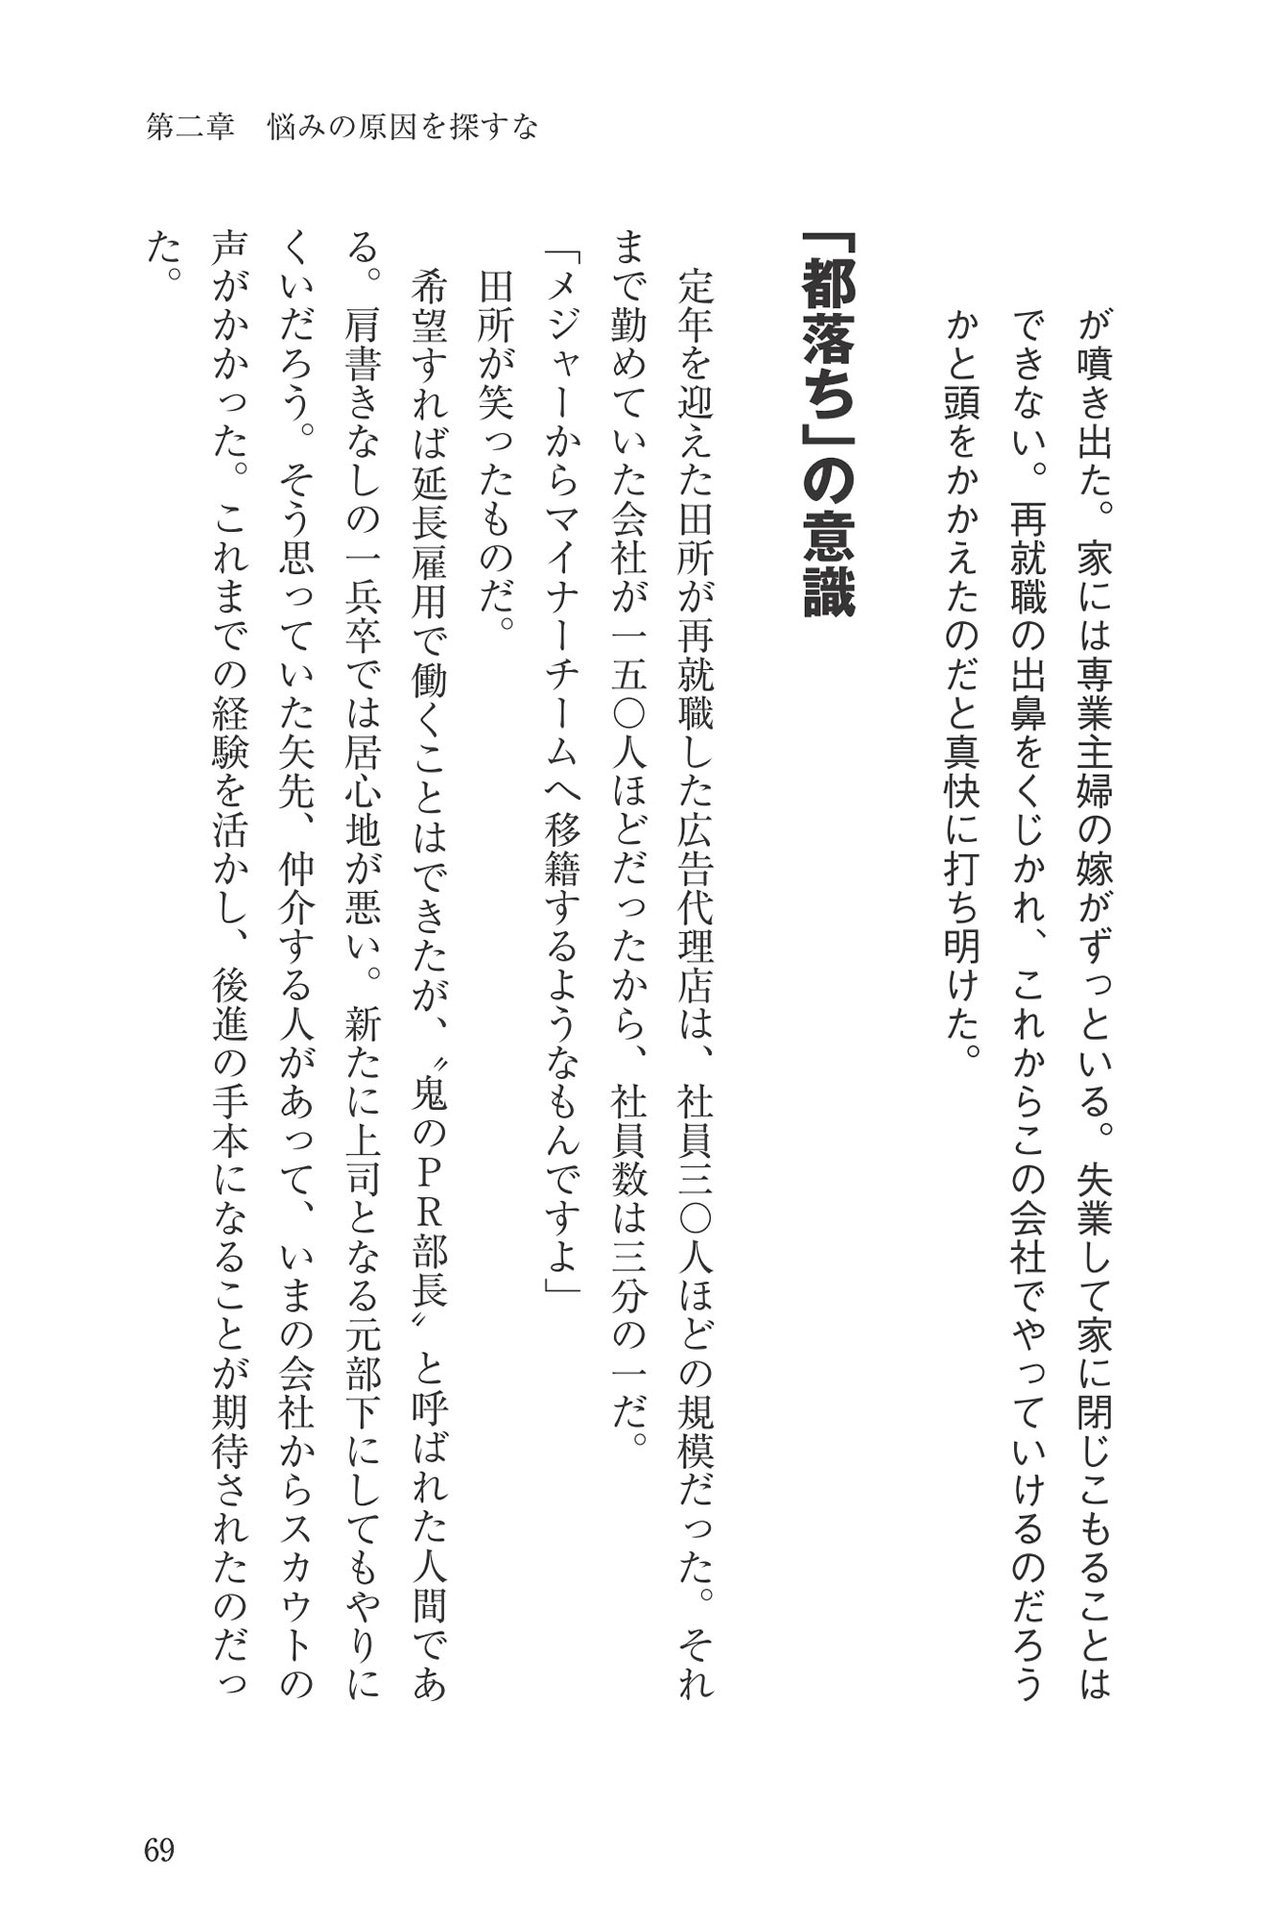 第二章　悩みの原因を探すな
が噴き出た。家には専業主婦の嫁がずっといる。失業して家に閉じこもることは
できない。再就職の出鼻をくじかれ、これからこの会社でやっていけるのだろう
かと頭をかかえたのだと真快に打ち明けた。
「都落ち」の意識
定年を迎えた田所が再就職した広告代理店は、社員三〇人ほどの規模だった。それ
まで勤めていた会社が一五〇人ほどだったから、社員数は三分の一だ。
「メジャーからマイナーチームへ移籍するようなもんですよ」
田所が笑ったものだ。
希望すれば延長雇用で働くことはできたが、〝鬼のＰＲ部長〟と呼ばれた人間であ
る。肩書きなしの一兵卒では居心地が悪い。新たに上司となる元部下にしてもやりに
くいだろう。そう思っていた矢先、仲介する人があって、いまの会社からスカウトの
声がかかった。これまでの経験を活かし、後進の手本になることが期待されたのだっ
た。
69